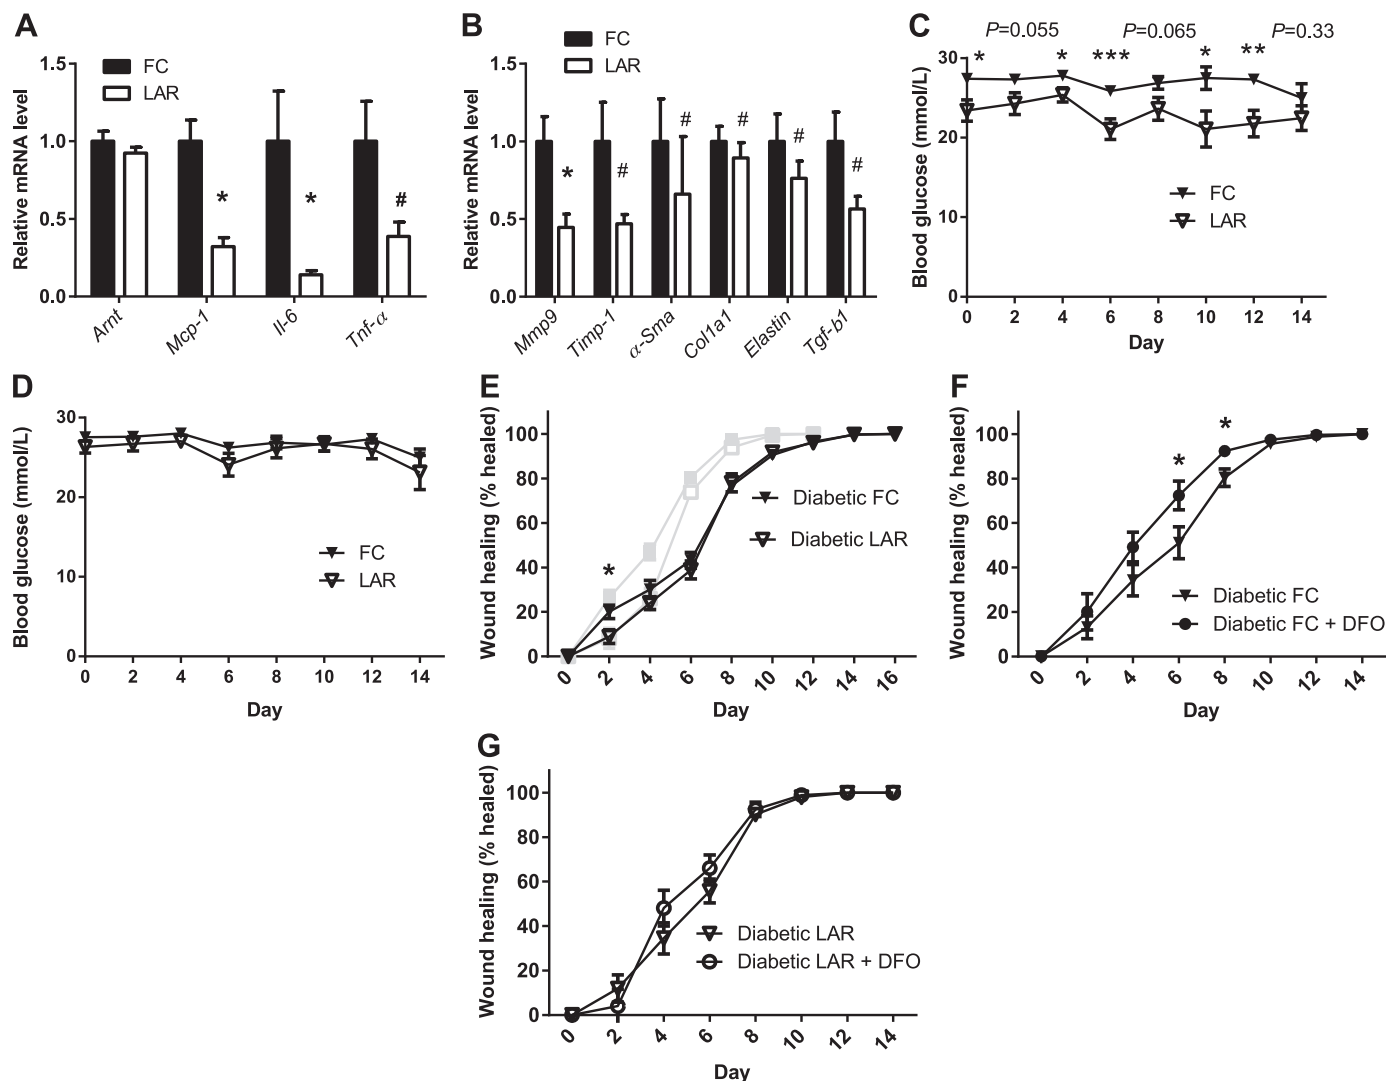 A
FC
LAR
Relative mRNA level
1.5
1.0
0.5
0.0
*
*
#
Arnt
Mcp-1
Il-6
Tnf-α
B
FC
LAR
Relative mRNA level
1.5
1.0
0.5
0.0
*
#
#
#
#
#
Mmp9
Timp-1
α-Sma
Col1a1
Elastin
Tgf-b1
C
P=0.055
P=0.065
P=0.33
*
*
***
*
**
Blood glucose (mmol/L)
30
20
10
0
FC
LAR
0 2 4 6 8 10 12 14
Day
D
Blood glucose (mmol/L)
30
20
10
0
FC
LAR
0 2 4 6 8 10 12 14
Day
E
Wound healing (% healed)
100
80
60
40
20
0
*
Diabetic FC
Diabetic LAR
0 2 4 6 8 10 12 14 16
Day
F
Wound healing (% healed)
100
80
60
40
20
0
*
*
Diabetic FC
Diabetic FC + DFO
0 2 4 6 8 10 12 14
Day
G
Wound healing (% healed)
100
80
60
40
20
0
Diabetic LAR
Diabetic LAR + DFO
0 2 4 6 8 10 12 14
Day